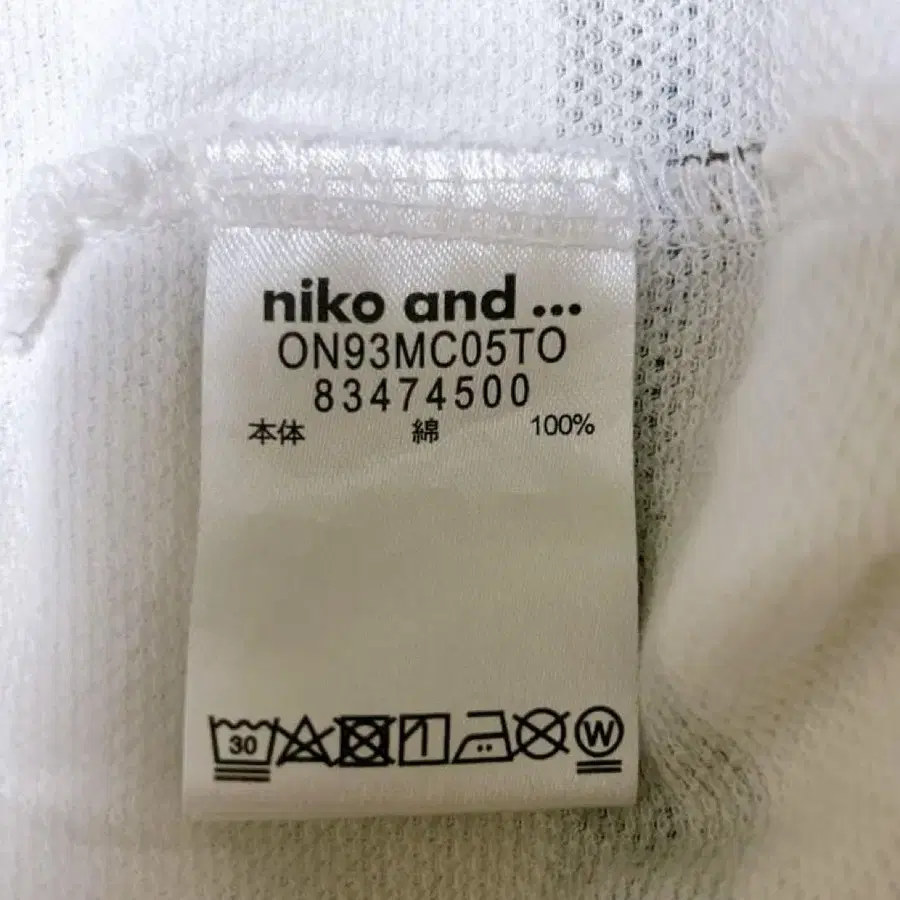 niko and ...
ON93MC05TO
83474500
本体 綿 100%
30 W